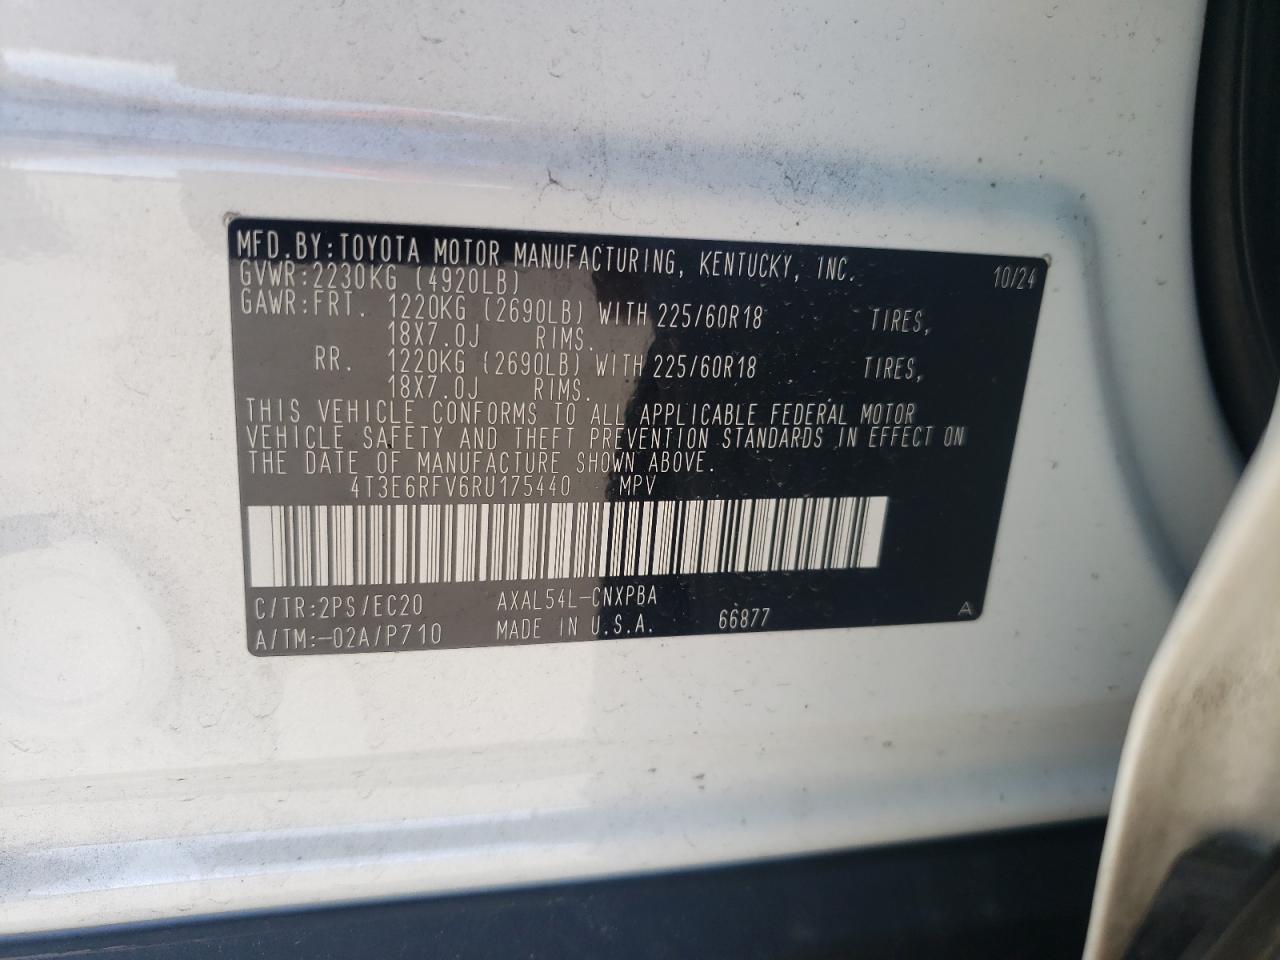 MFD.BY:TOYOTA MOTOR MANUFACTURING, KENTUCKY, INC. 10/24
GVWR:2230KG (4920LB)
GAWR:FRT. 1220KG (2690LB) WITH 225/60R18 TIRES,
18X7.0J RIMS.
RR. 1220KG (2690LB) WITH 225/60R18 TIRES,
18X7.0J RIMS.
THIS VEHICLE CONFORMS TO ALL APPLICABLE FEDERAL MOTOR
VEHICLE SAFETY AND THEFT PREVENTION STANDARDS IN EFFECT ON
THE DATE OF MANUFACTURE SHOWN ABOVE.
4T3E6RFV6RU175440 MPV
C/TR:2PS/EC20 AXAL54L-CNXPBA
A/TM:-02A/P710 MADE IN U.S.A. 66877 A